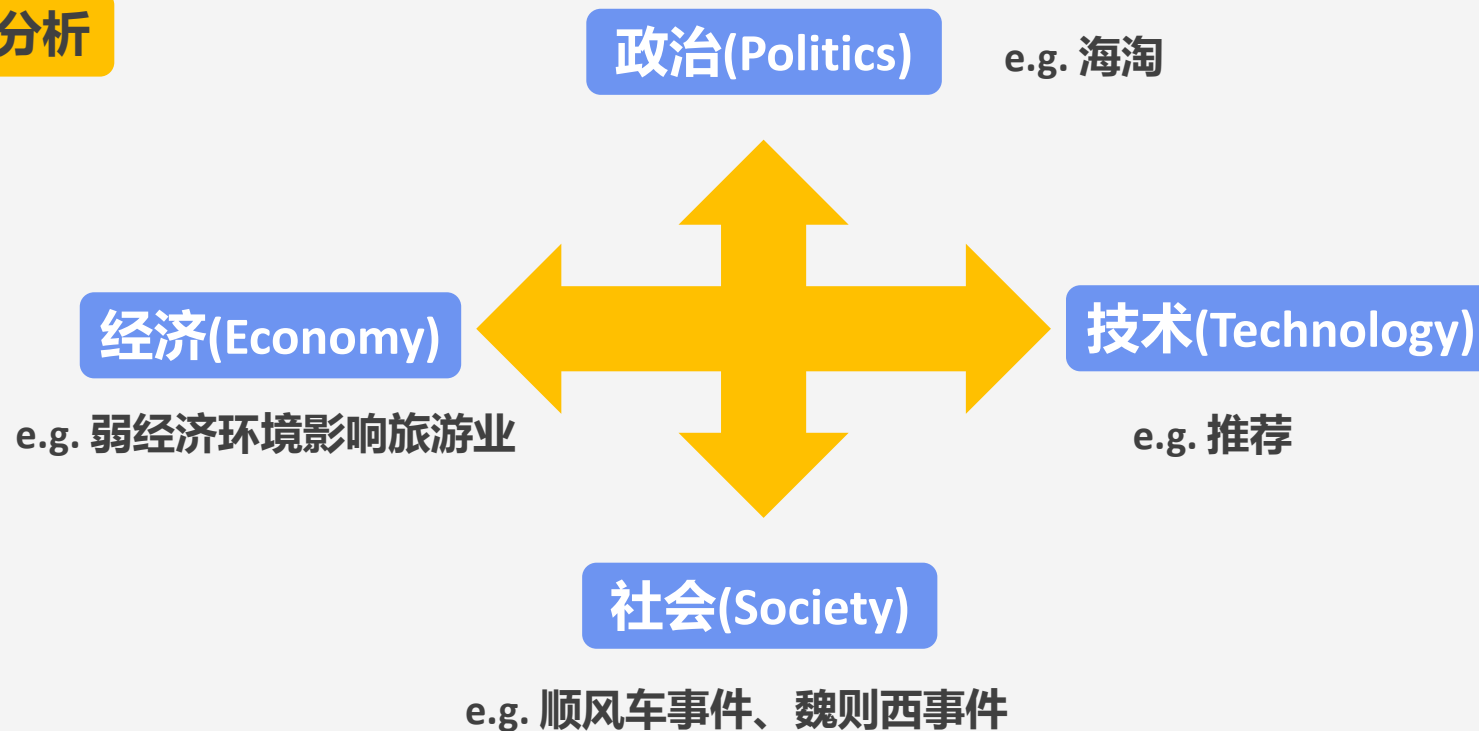 分析
政治(Politics)
e.g. 海淘
经济(Economy)
技术(Technology)
e.g. 弱经济环境影响旅游业
e.g. 推荐
社会(Society)
e.g. 顺风车事件、魏则西事件